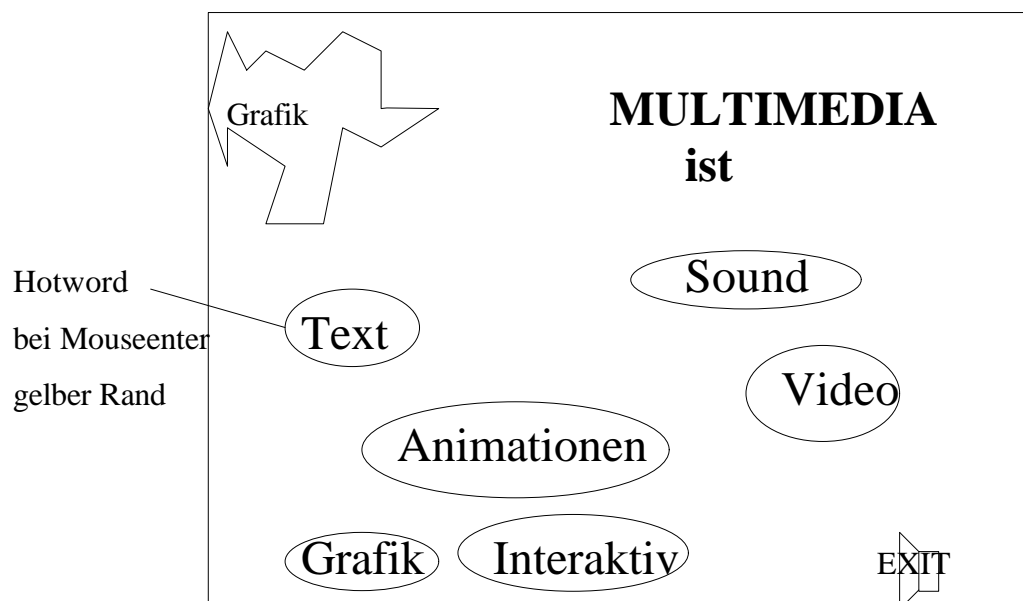 Grafik
MULTIMEDIA
ist
Sound
Hotword
bei Mouseenter
gelber Rand
Text
Video
Animationen
Grafik
Interaktiv
EXIT